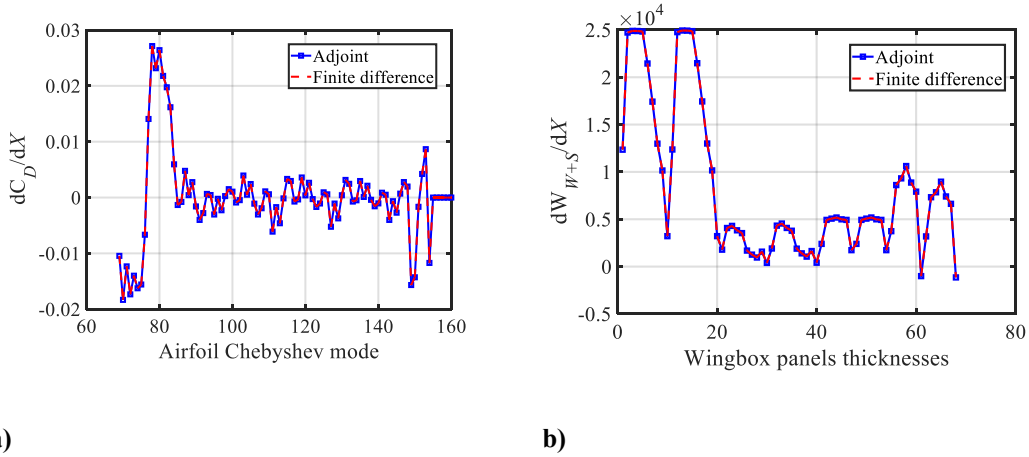 0.03
0.02
0.01
0
-0.01
-0.02
dC_D/dX
60 80 100 120 140 160
Airfoil Chebyshev mode
Adjoint
Finite difference
×10^4
2.5
2
1.5
1
0.5
0
-0.5
dW_{W+S}/dX
0 20 40 60 80
Wingbox panels thicknesses
Adjoint
Finite difference
)
b)